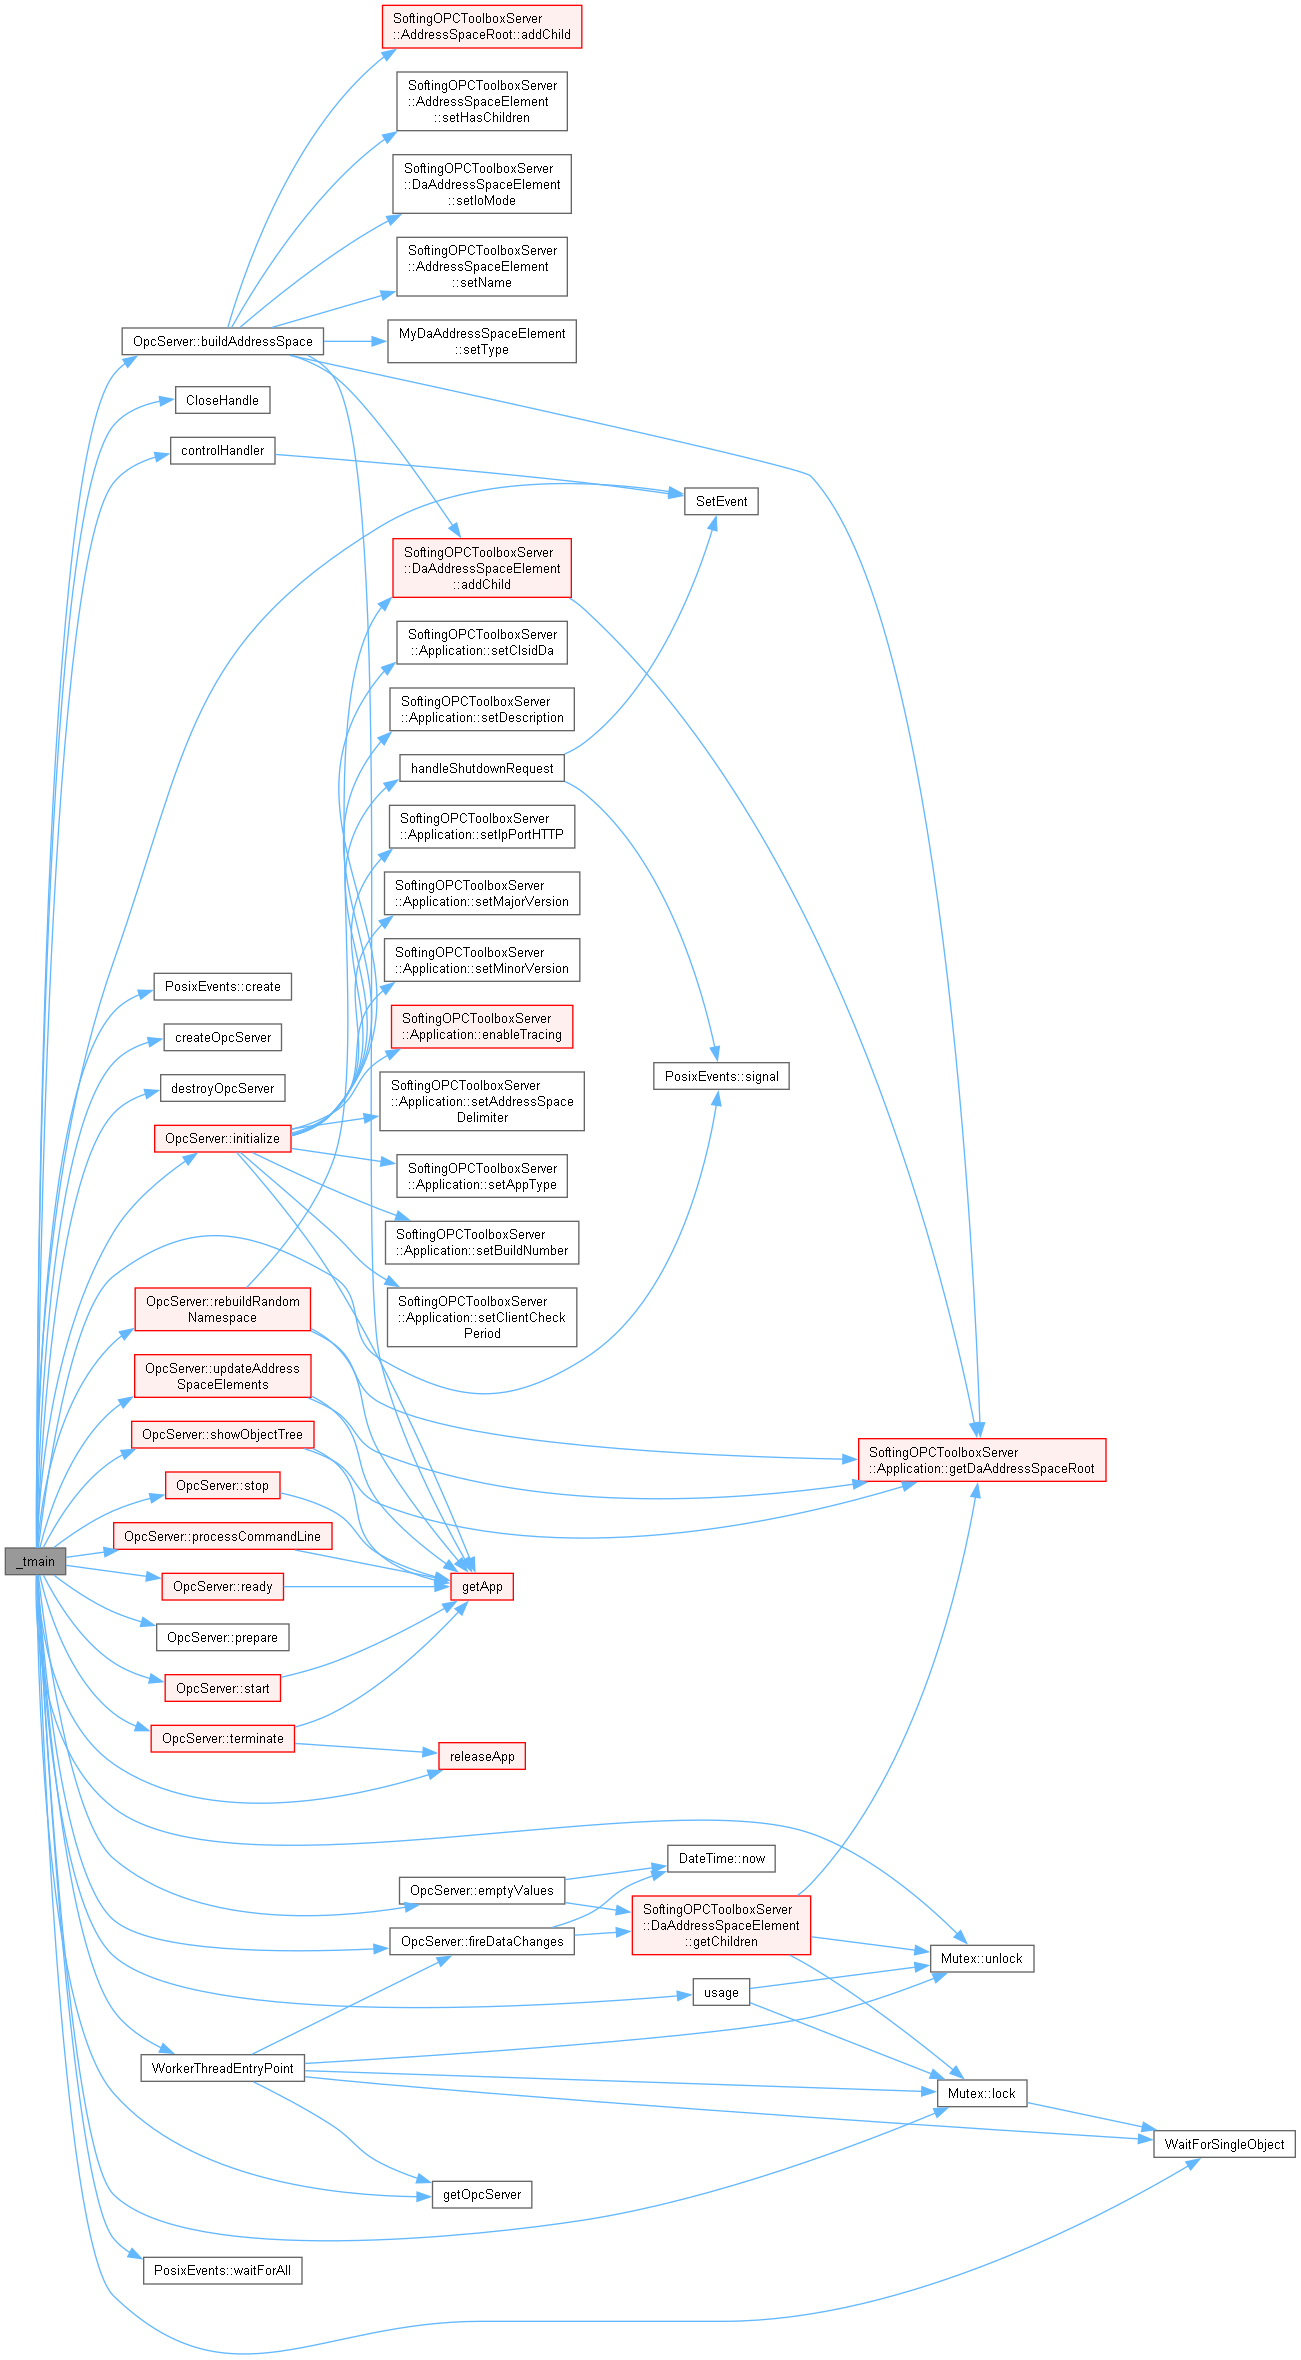 SoftingOPCToolboxServer
::AddressSpaceRoot::addChild
SoftingOPCToolboxServer
::AddressSpaceElement
::setHasChildren
SoftingOPCToolboxServer
::DaAddressSpaceElement
::setIoMode
SoftingOPCToolboxServer
::AddressSpaceElement
::setName
OpcServer::buildAddressSpace
MyDaAddressSpaceElement
::setType
CloseHandle
controlHandler
SetEvent
SoftingOPCToolboxServer
::DaAddressSpaceElement
::addChild
SoftingOPCToolboxServer
::Application::setClsidDa
SoftingOPCToolboxServer
::Application::setDescription
handleShutdownRequest
SoftingOPCToolboxServer
::Application::setIpPortHTTP
SoftingOPCToolboxServer
::Application::setMajorVersion
SoftingOPCToolboxServer
::Application::setMinorVersion
PosixEvents::create
SoftingOPCToolboxServer
::Application::enableTracing
createOpcServer
PosixEvents::signal
destroyOpcServer
SoftingOPCToolboxServer
::Application::setAddressSpace
Delimiter
OpcServer::initialize
SoftingOPCToolboxServer
::Application::setAppType
SoftingOPCToolboxServer
::Application::setBuildNumber
OpcServer::rebuildRandom
Namespace
SoftingOPCToolboxServer
::Application::setClientCheck
Period
OpcServer::updateAddress
SpaceElements
OpcServer::showObjectTree
SoftingOPCToolboxServer
::Application::getDaAddressSpaceRoot
OpcServer::stop
OpcServer::processCommandLine
_tmain
OpcServer::ready
getApp
OpcServer::prepare
OpcServer::start
OpcServer::terminate
releaseApp
DateTime::now
OpcServer::emptyValues
SoftingOPCToolboxServer
::DaAddressSpaceElement
::getChildren
OpcServer::fireDataChanges
Mutex::unlock
usage
WorkerThreadEntryPoint
Mutex::lock
WaitForSingleObject
getOpcServer
PosixEvents::waitForAll